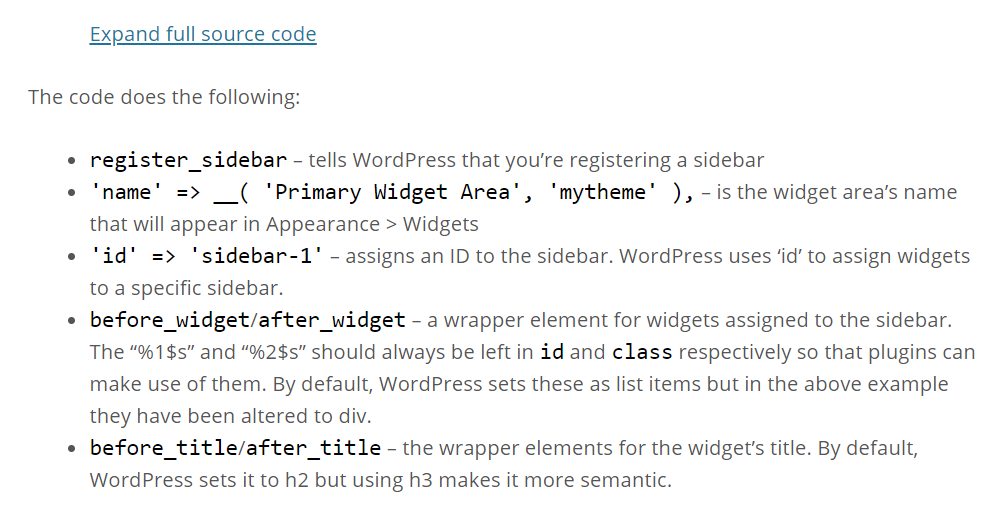 Expand full source code
The code does the following:
• register_sidebar – tells WordPress that you’re registering a sidebar
• 'name' => __( 'Primary Widget Area', 'mytheme' ), – is the widget area’s name
that will appear in Appearance > Widgets
• 'id' => 'sidebar-1' – assigns an ID to the sidebar. WordPress uses ‘id’ to assign widgets
to a specific sidebar.
• before_widget/after_widget – a wrapper element for widgets assigned to the sidebar.
The “%1$s” and “%2$s” should always be left in id and class respectively so that plugins can
make use of them. By default, WordPress sets these as list items but in the above example
they have been altered to div.
• before_title/after_title – the wrapper elements for the widget’s title. By default,
WordPress sets it to h2 but using h3 makes it more semantic.